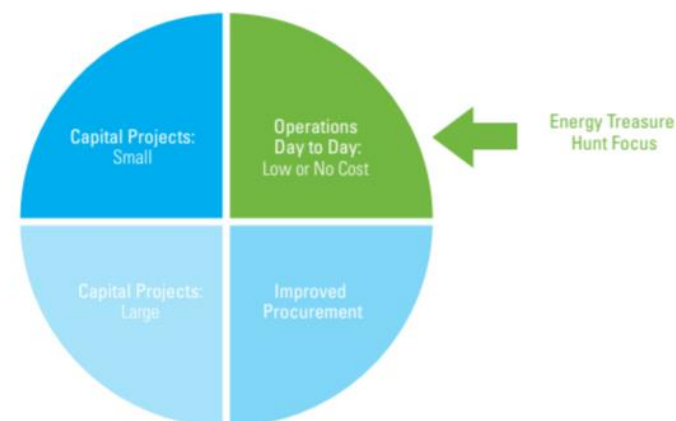 Capital Projects:
Small
Operations
Day to Day:
Low or No Cost
Energy Treasure
Hunt Focus
Capital Projects:
Large
Improved
Procurement